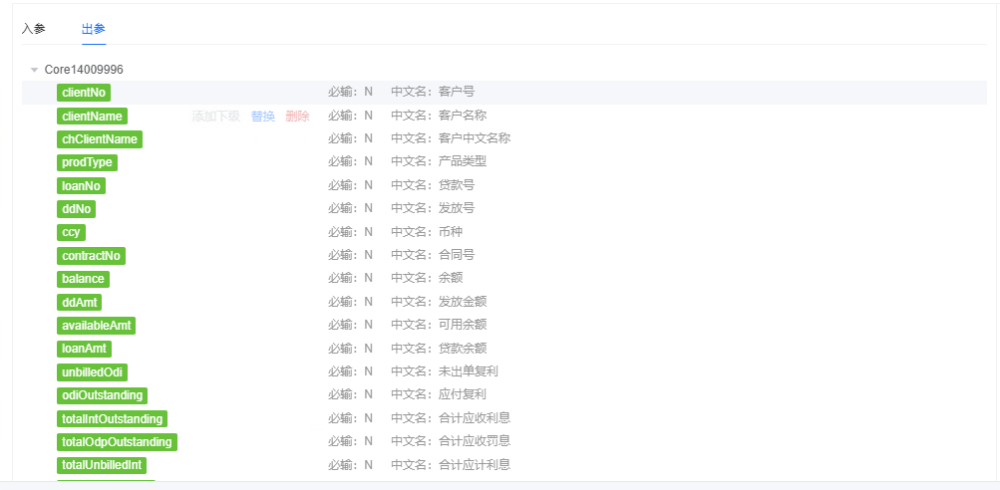 入参 出参
Core14009996
clientNo 必输: N 中文名: 客户号
clientName 添加下级 替换 删除 必输: N 中文名: 客户名称
chClientName 必输: N 中文名: 客户中文名称
prodType 必输: N 中文名: 产品类型
loanNo 必输: N 中文名: 贷款号
ddNo 必输: N 中文名: 发放号
ccy 必输: N 中文名: 币种
contractNo 必输: N 中文名: 合同号
balance 必输: N 中文名: 余额
ddAmt 必输: N 中文名: 发放金额
availableAmt 必输: N 中文名: 可用余额
loanAmt 必输: N 中文名: 贷款余额
unbilledOdi 必输: N 中文名: 未出单复利
odiOutstanding 必输: N 中文名: 应付复利
totalIntOutstanding 必输: N 中文名: 合计应收利息
totalOdpOutstanding 必输: N 中文名: 合计应收罚息
totalUnbilledInt 必输: N 中文名: 合计应计利息